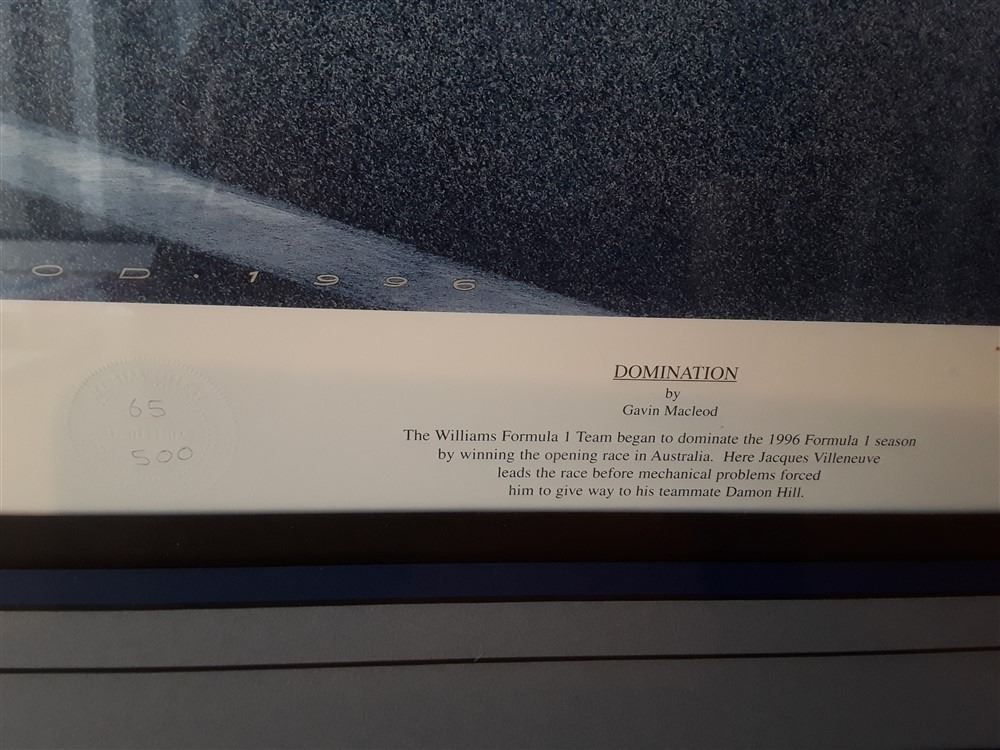 O D • 1 9 9 6
65
500
DOMINATION
by
Gavin Macleod
The Williams Formula 1 Team began to dominate the 1996 Formula 1 season
by winning the opening race in Australia. Here Jacques Villeneuve
leads the race before mechanical problems forced
him to give way to his teammate Damon Hill.